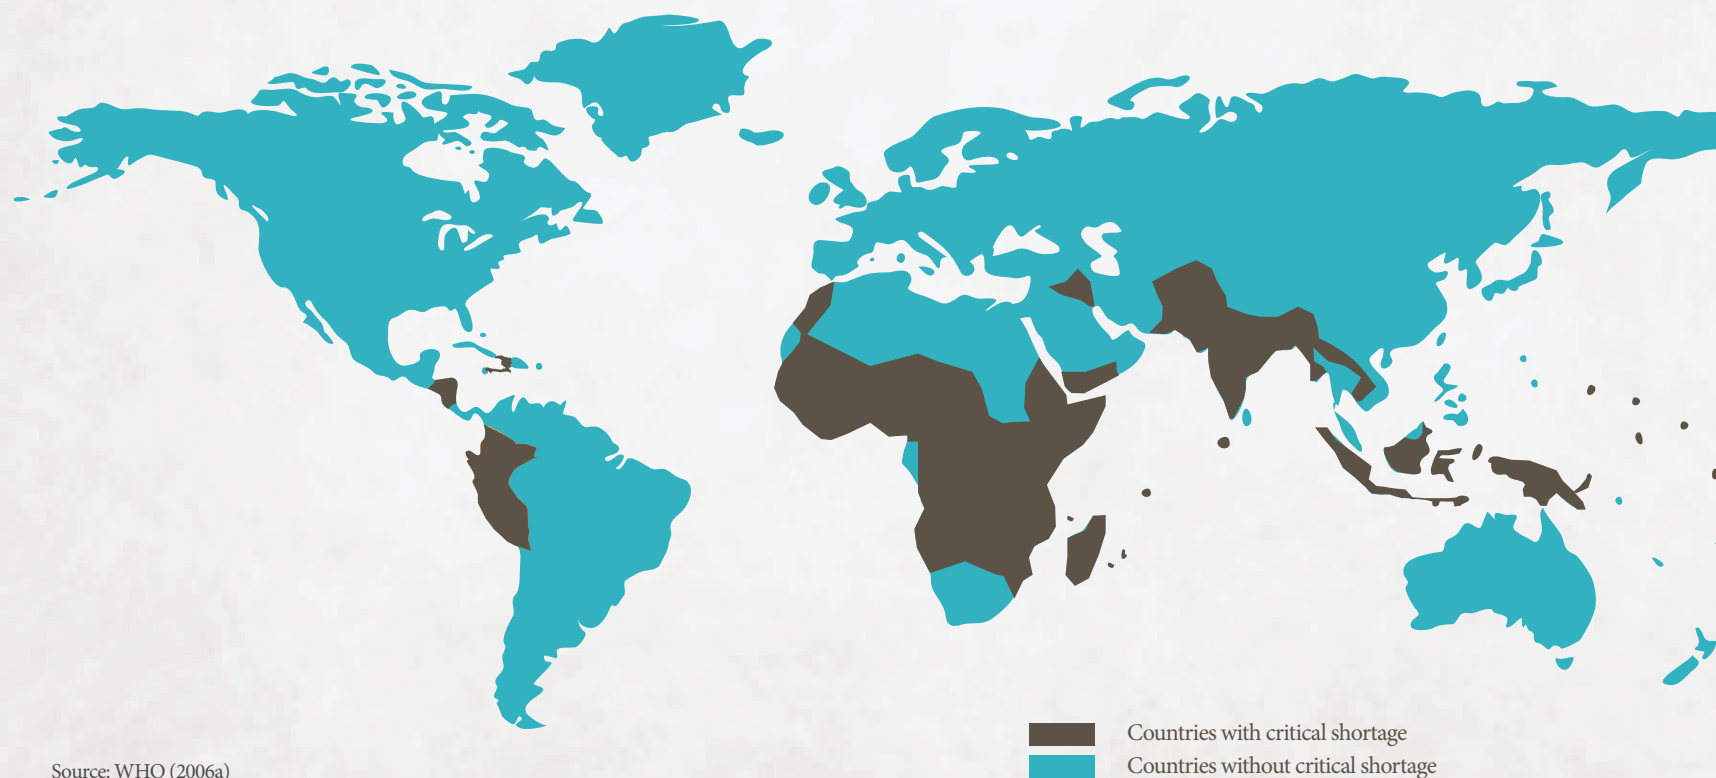 Countries with critical shortage
Countries without critical shortage
Source: WHO (2006a)